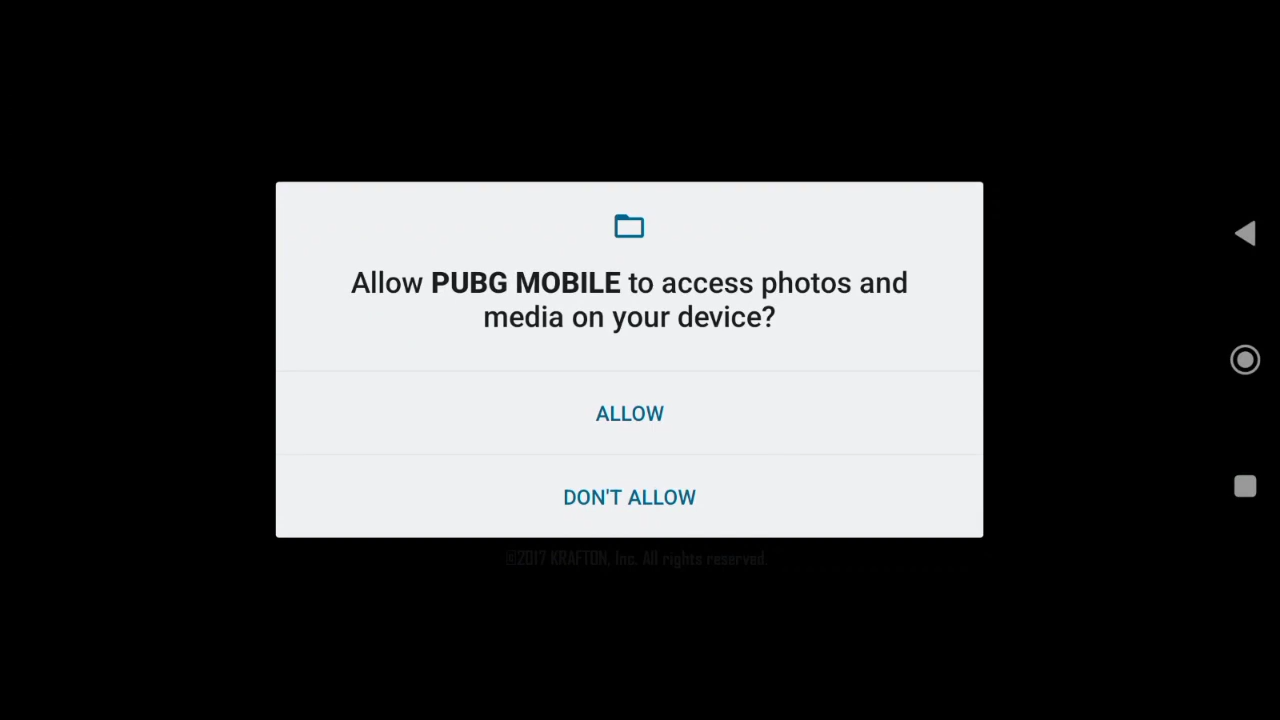 Allow PUBG MOBILE to access photos and
media on your device?
ALLOW
DON'T ALLOW
©2017 KRAFTON, Inc. All rights reserved.